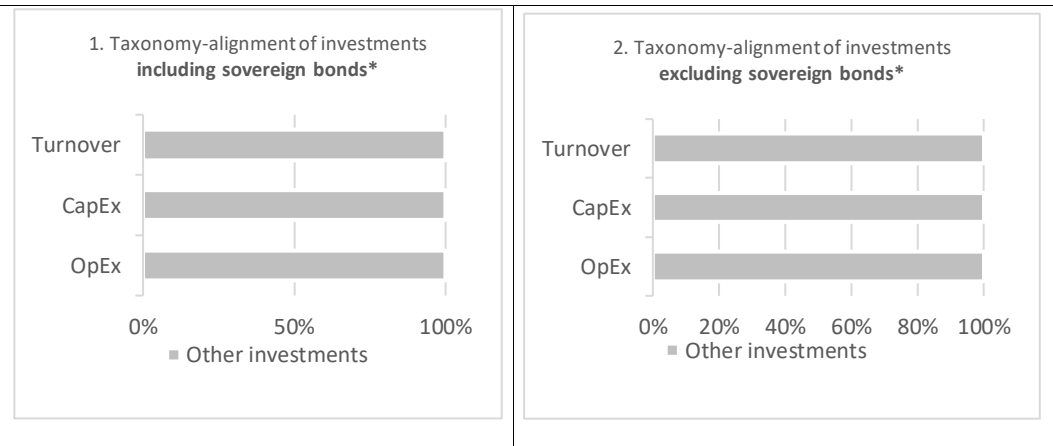 1. Taxonomy-alignment of investments
including sovereign bonds*
Turnover
CapEx
OpEx
0% 50% 100%
Other investments
2. Taxonomy-alignment of investments
excluding sovereign bonds*
Turnover
CapEx
OpEx
0% 20% 40% 60% 80% 100%
Other investments